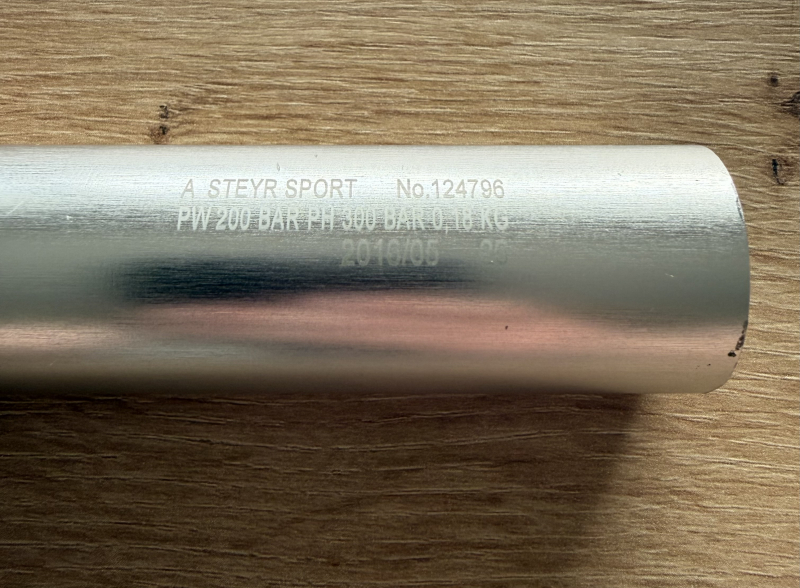 A STEYR SPORT No.124796
PW 200 BAR PH 300 BAR 0,18 KG
2016/05